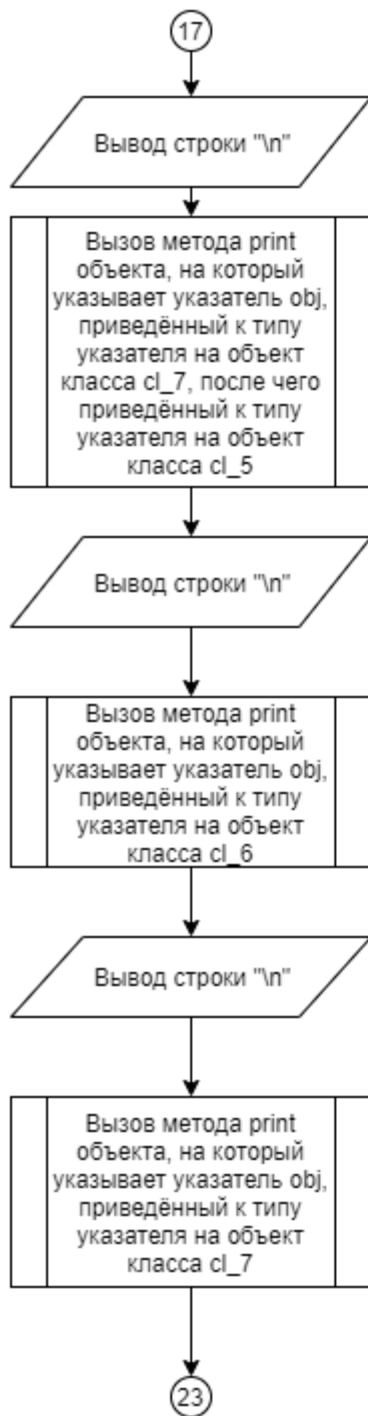 17
Вывод строки "\n"
Вызов метода print
объекта, на который
указывает указатель obj,
приведённый к типу
указателя на объект
класса cl_7, после чего
приведённый к типу
указателя на объект
класса cl_5
Вывод строки "\n"
Вызов метода print
объекта, на который
указывает указатель obj,
приведённый к типу
указателя на объект
класса cl_6
Вывод строки "\n"
Вызов метода print
объекта, на который
указывает указатель obj,
приведённый к типу
указателя на объект
класса cl_7
23